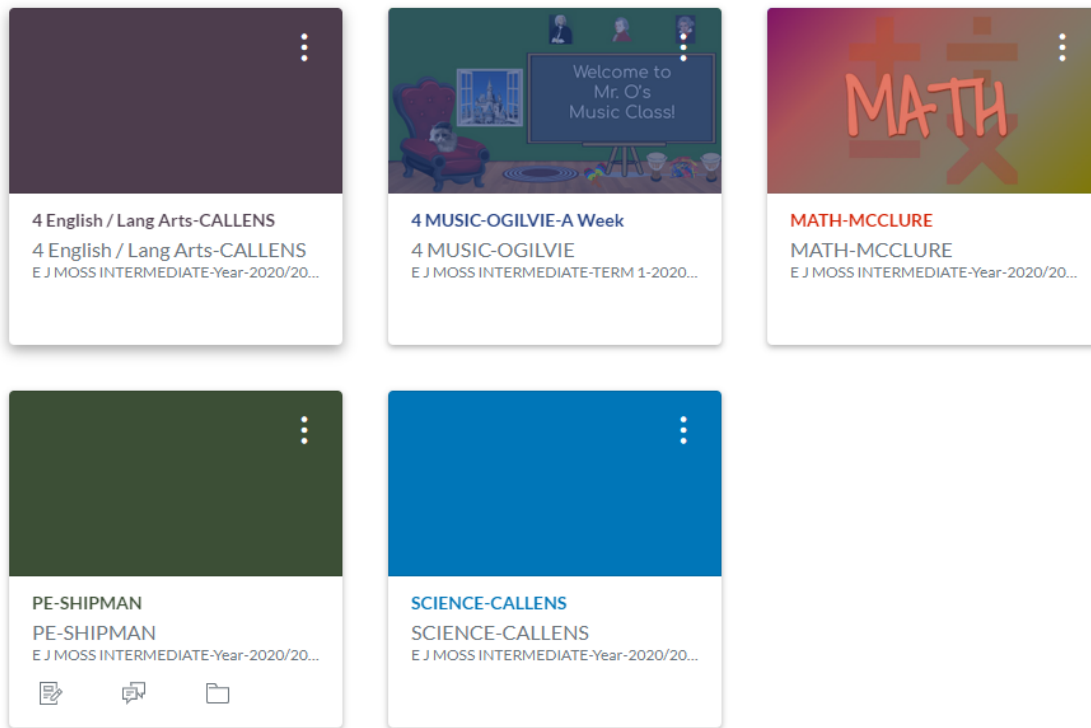 Welcome to
Mr. O's
Music Class!
MATH
4 English / Lang Arts-CALLENS
4 English / Lang Arts-CALLENS
E J MOSS INTERMEDIATE-Year-2020/20...
4 MUSIC-OGILVIE-A Week
4 MUSIC-OGILVIE
E J MOSS INTERMEDIATE-TERM 1-2020...
MATH-MCCLURE
MATH-MCCLURE
E J MOSS INTERMEDIATE-Year-2020/20...
PE-SHIPMAN
PE-SHIPMAN
E J MOSS INTERMEDIATE-Year-2020/20...
SCIENCE-CALLENS
SCIENCE-CALLENS
E J MOSS INTERMEDIATE-Year-2020/20...